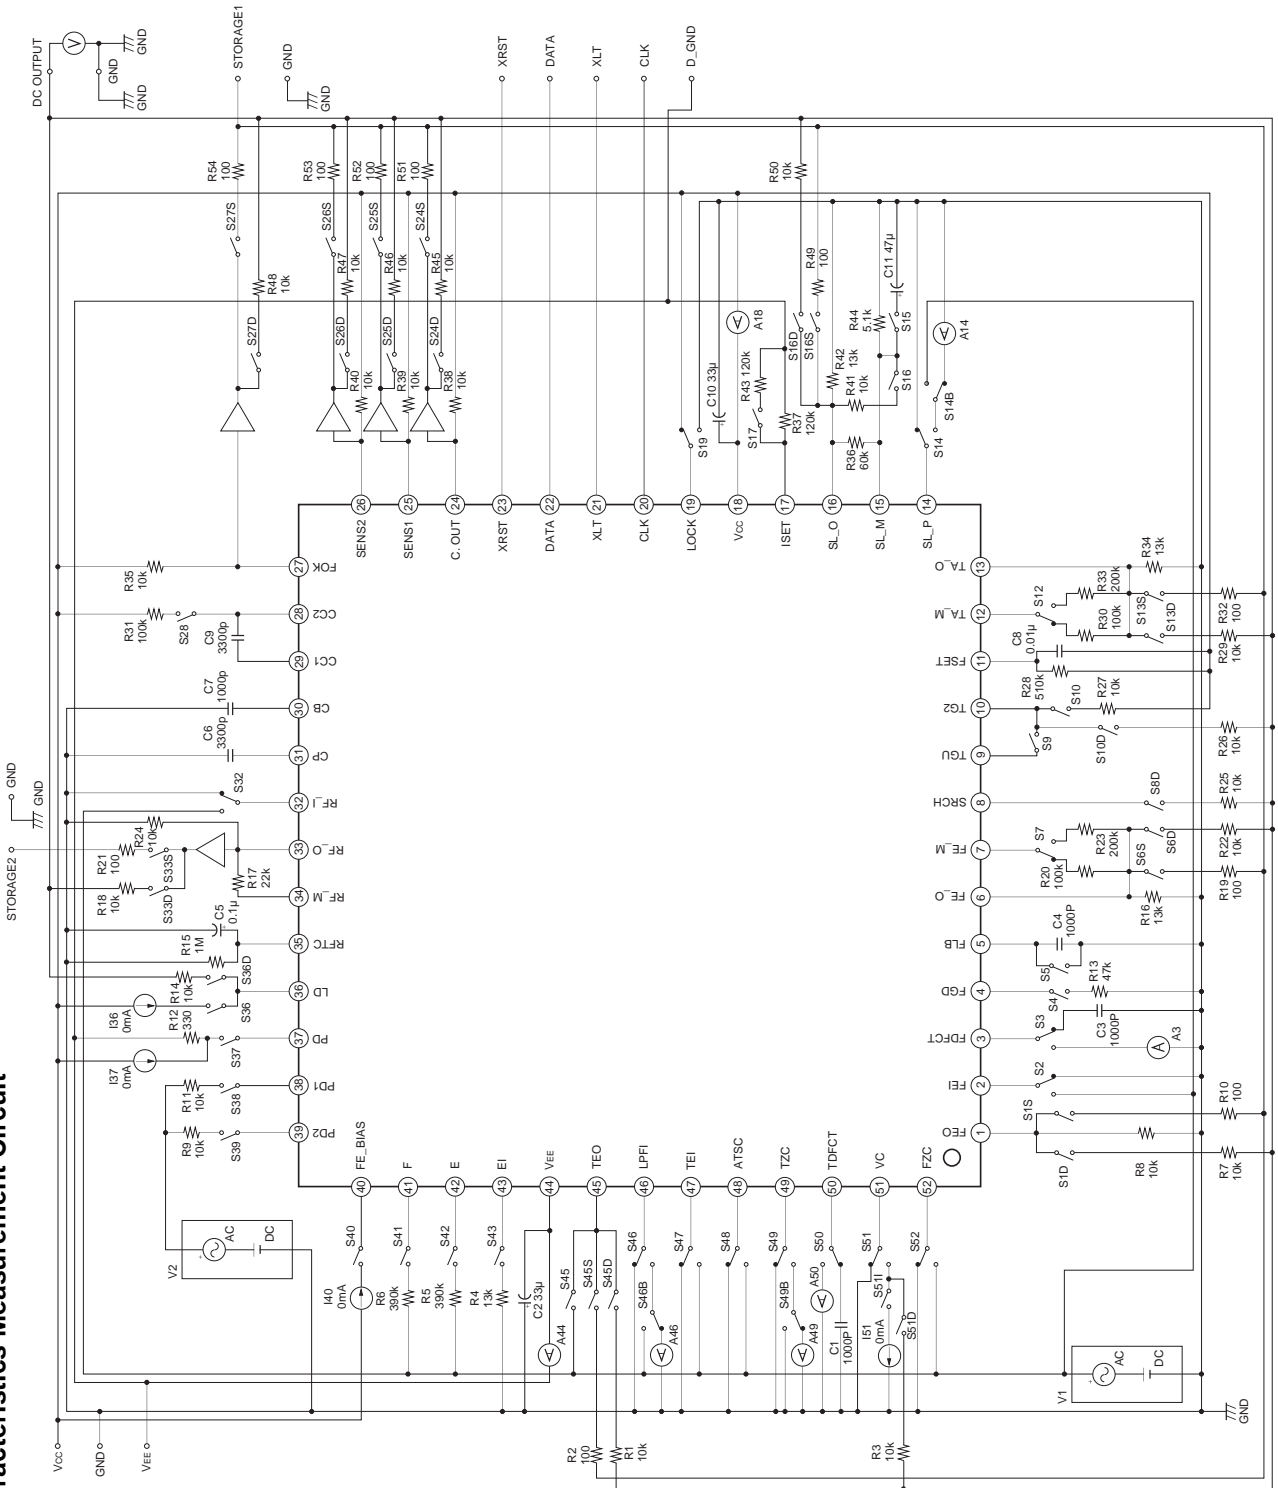 racteristics Measurement Circuit
DC OUTPUT
V
GND
GND
GND
STORAGE1
GND
GND
XRST
DATA
XLT
CLK
D_GND
R54
100
R53
100
R52
100
R51
100
S27S
S26S
S25S
S24S
R48
10k
R47
10k
R46
10k
R45
10k
S27D
S26D
S25D
S24D
R40
10k
R39
10k
R38
10k
R50
10k
R49
100
C11 47µ
A18
S16D
S16S
R44
5.1k
S15
A14
R42
13k
R41
10k
S16
C10 33µ
R43 120k
S17
R37
120k
S19
R36
60k
S14B
S14
26
25
24
23
22
21
20
19
18
17
16
15
14
SENS2
SENS1
C. OUT
XRST
DATA
XLT
CLK
LOCK
VCC
ISET
SL_O
SL_M
SL_P
R35
10k
R31
100k
S28
C9
3300p
C7
1000p
C6
3300p
S32
GND
GND
STORAGE2
R24
10k
R21
100
S33S
R18
10k
S33D
R17
22k
C5
0.1µ
R15
1M
S36D
R14
10k
S36
I36
0mA
R12
330
S37
I37
0mA
R11
10k
S38
R9
10k
S39
27 FOK
28 CC2
29 CC1
30 CB
31 CP
32 RF_I
33 RF_O
34 RF_M
35 RFTC
36 LD
37 PD
38 PD1
39 PD2
TA_O 13
TA_M 12
FSET 11
TG2 10
TGU 9
SRCH 8
FE_M 7
FE_O 6
FLB 5
FGD 4
FDFCT 3
FEI 2
FEO 1
R34
13k
R33
200k
S12
S13S
S13D
R32
100
R30
100k
R29
10k
C8
0.01µ
R28
510k
S10
R27
10k
S9
S10D
R26
10k
S8D
R25
10k
S7
R23
200k
S6S
S6D
R22
10k
R20
100k
R19
100
R16
13k
C4
1000P
S5
R13
47k
S4
S3
C3
1000P
A
A3
S2
S1S
R10
100
R8
10k
S1D
R7
10k
FE_BIAS
F
E
EI
VEE
TEO
LPFI
TEI
ATSC
TZC
TDFCT
VC
FZC
40
41
42
43
44
45
46
47
48
49
50
51
52
V2
AC
DC
S40
S41
S42
S43
I40
0mA
R6
390k
R5
390k
R4
13k
C2 33µ
A44
S45
S45S
S45D
S46
S46B
A46
S47
S48
S49
S49B
A49
S50
A50
C1
1000P
S51
S51I
I51
0mA
S51D
S52
V1
AC
DC
GND
VCC
GND
VEE
R2
100
R1
10k
R3
10k